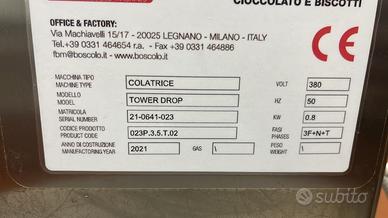 CIOCCOLATO E BISCOTTI
OFFICE & FACTORY:
Via Machiavelli 15/17 - 20025 LEGNANO - MILANO - ITALY
Tel.+39 0331 464654 r.a. - Fax +39 0331 464886
fbm@boscolo.it - www.boscolo.it
CE
MACCHINA TIPO
MACHINE TYPE
COLATRICE
VOLT
380
MODELLO
MODEL
TOWER DROP
HZ
50
MATRICOLA
SERIAL NUMBER
21-0641-023
KW
0.8
CODICE PRODOTTO
PRODUCT CODE
023P.3.5.T.02
FASI
PHASES
3F+N+T
ANNO DI COSTRUZIONE
MANUFACTORING YEAR
2021
GAS
\
PESO
WEIGHT
\
subito